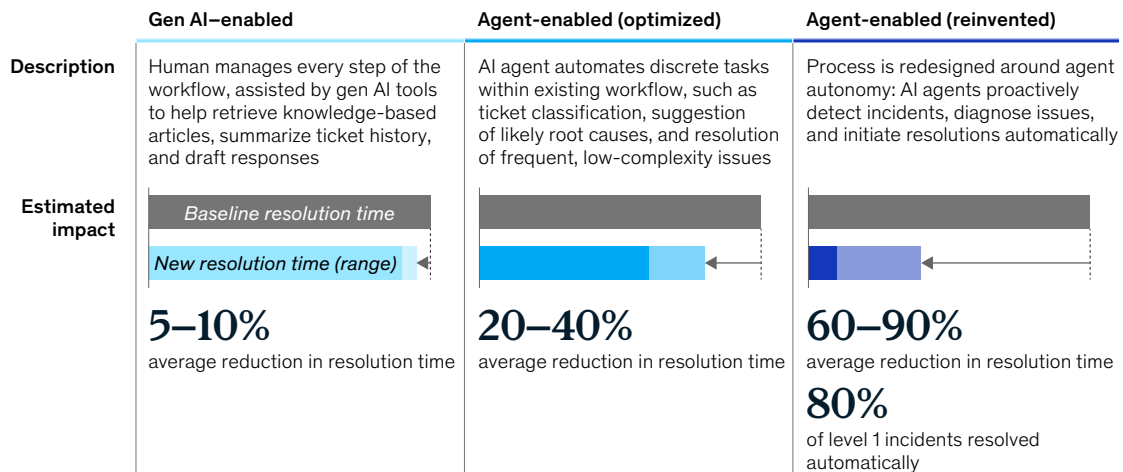 Gen AI–enabled
Agent-enabled (optimized)
Agent-enabled (reinvented)
Description
Human manages every step of the
workflow, assisted by gen AI tools
to help retrieve knowledge-based
articles, summarize ticket history,
and draft responses
AI agent automates discrete tasks
within existing workflow, such as
ticket classification, suggestion
of likely root causes, and resolution
of frequent, low-complexity issues
Process is redesigned around agent
autonomy: AI agents proactively
detect incidents, diagnose issues,
and initiate resolutions automatically
Estimated
impact
Baseline resolution time
New resolution time (range)
5–10%
average reduction in resolution time
20–40%
average reduction in resolution time
60–90%
average reduction in resolution time
80%
of level 1 incidents resolved
automatically